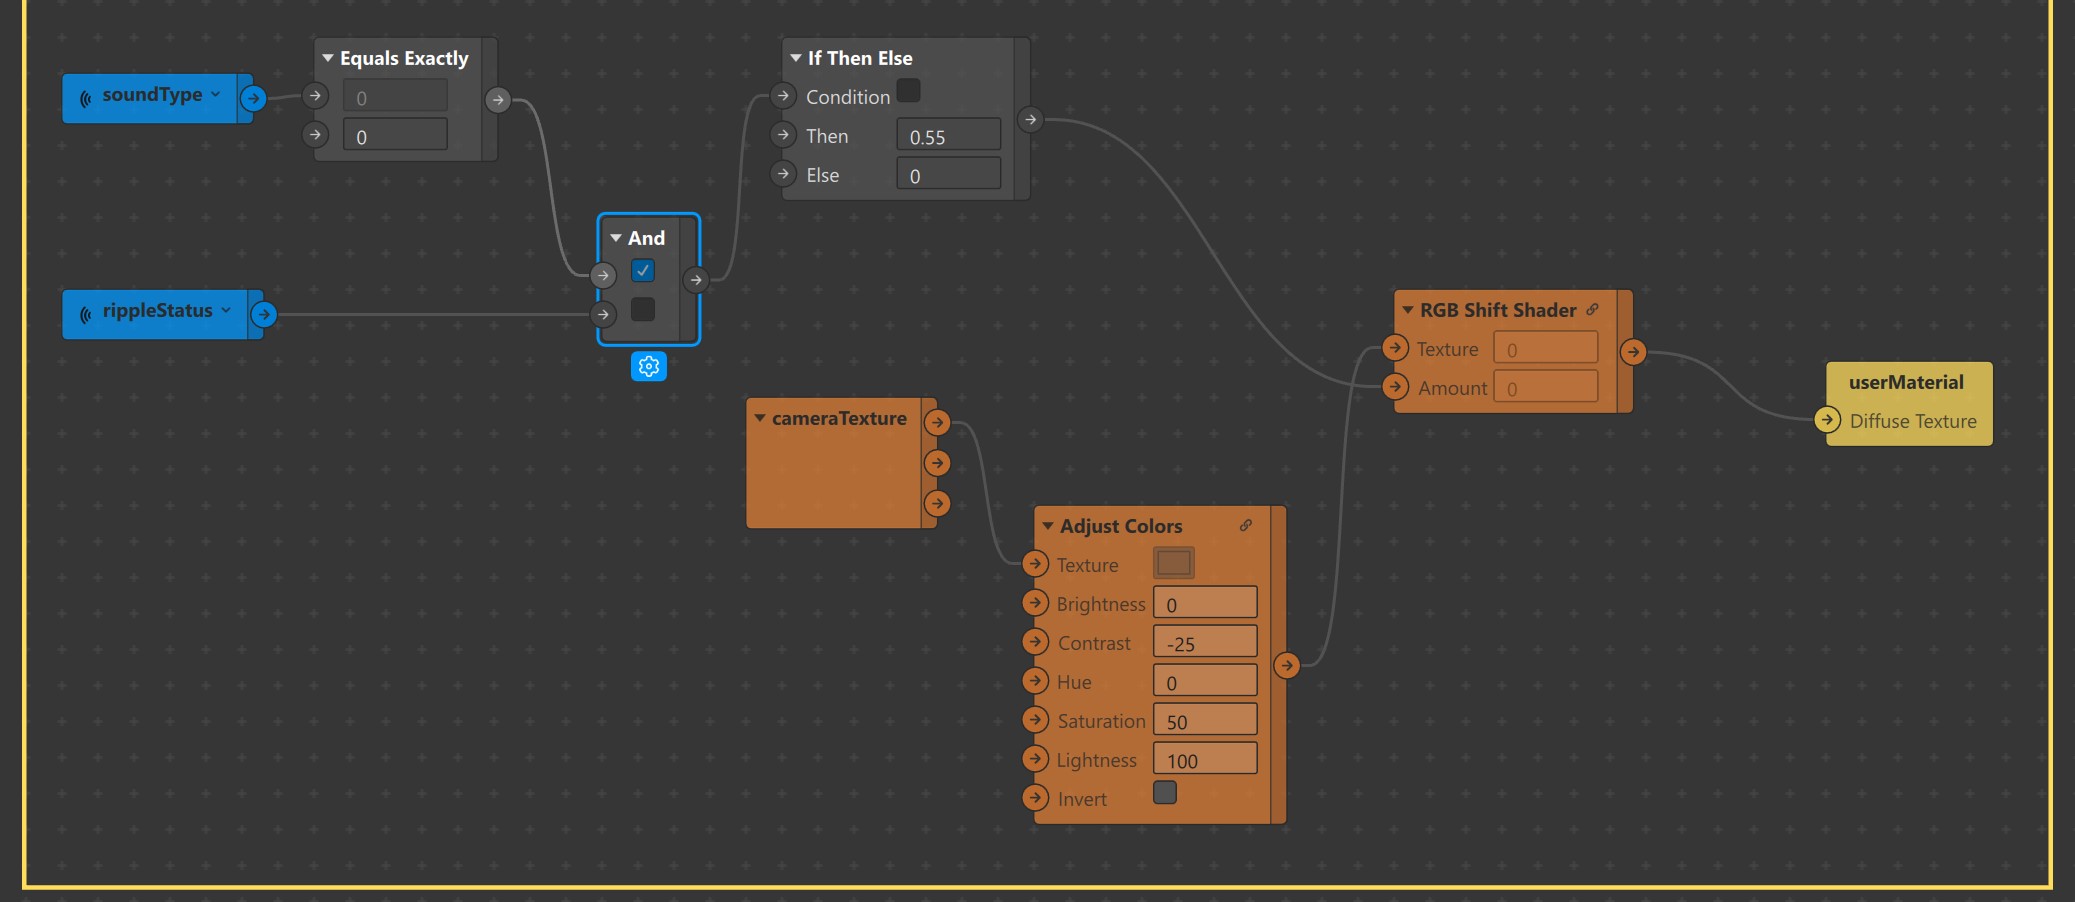 soundType
Equals Exactly
0
0
If Then Else
Condition
Then 0.55
Else 0
rippleStatus
And
RGB Shift Shader
Texture 0
Amount 0
userMaterial
Diffuse Texture
cameraTexture
Adjust Colors
Texture
Brightness 0
Contrast -25
Hue 0
Saturation 50
Lightness 100
Invert